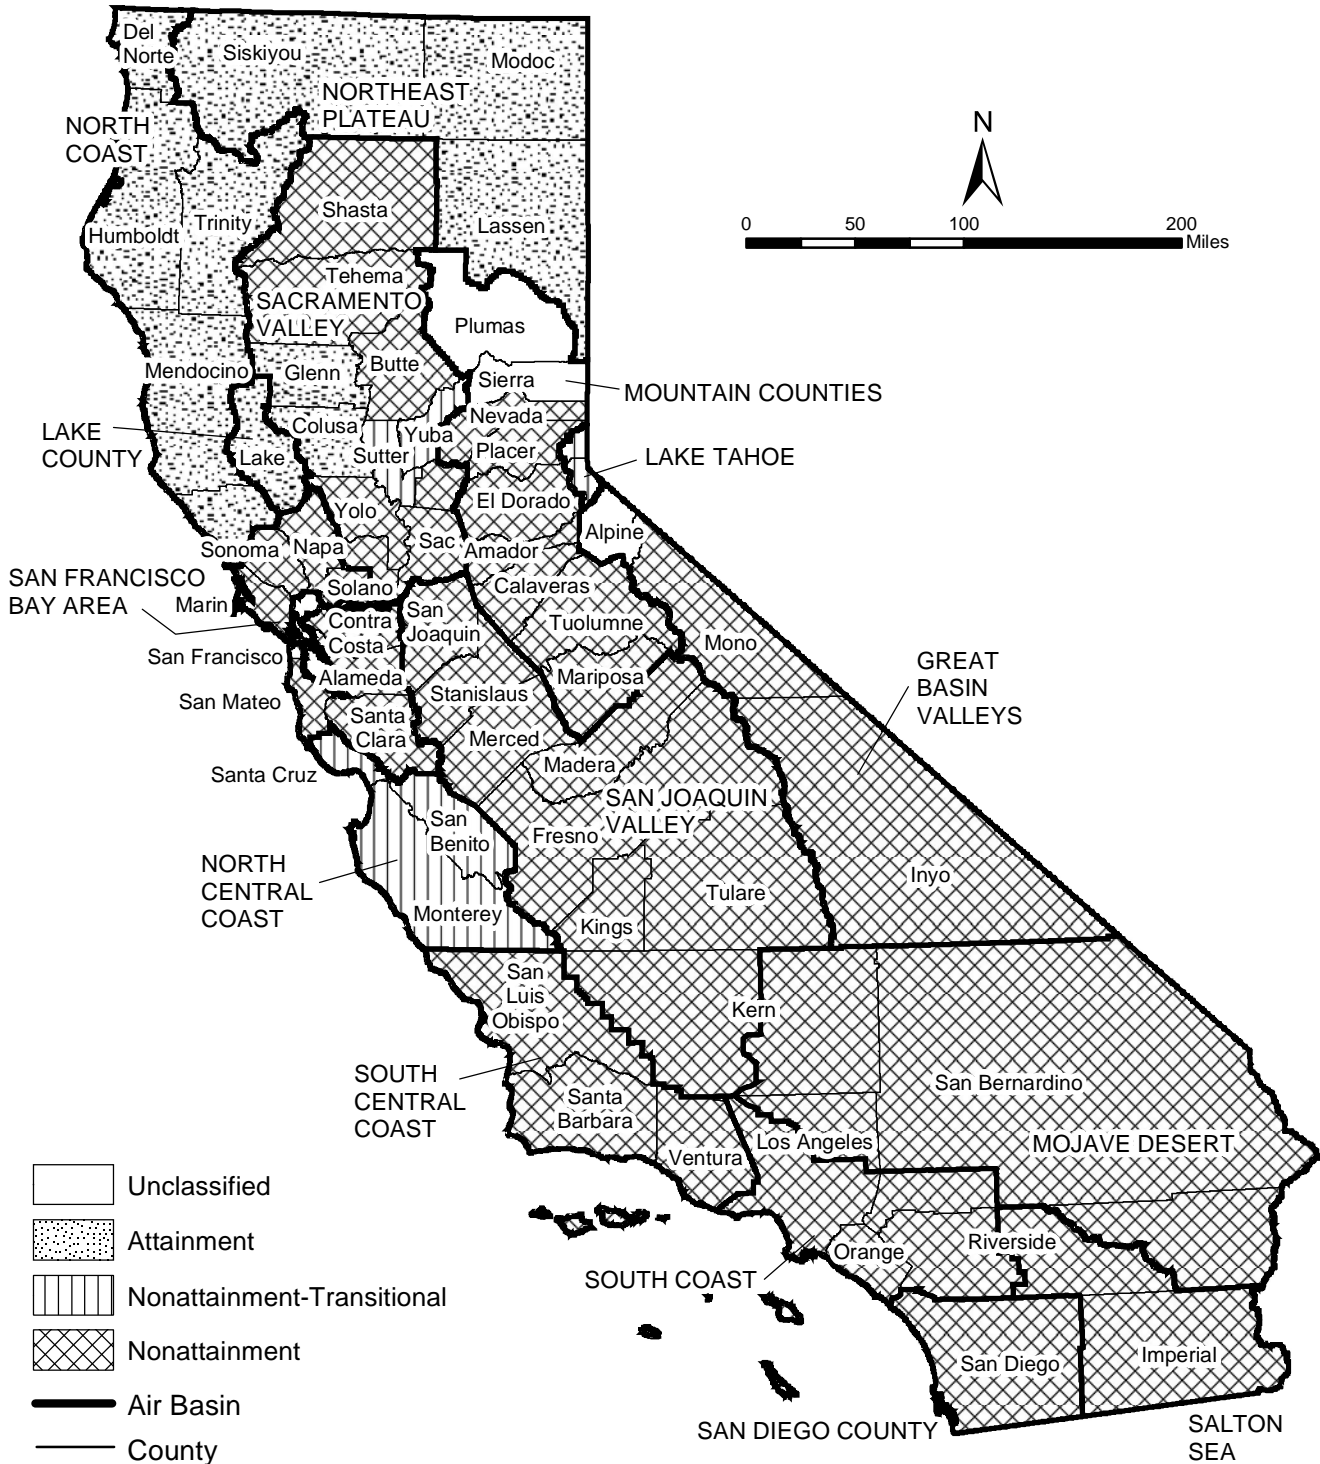 Del
Norte
Siskiyou
Modoc
NORTHEAST
PLATEAU
NORTH
COAST
N
Shasta
Trinity
Humboldt
Lassen
0 50 100 200
Miles
Tehema
SACRAMENTO
VALLEY
Plumas
Mendocino
Glenn
Butte
Sierra
MOUNTAIN COUNTIES
Nevada
Colusa
Yuba
Sutter
Placer
LAKE
COUNTY
Lake
LAKE TAHOE
El Dorado
Yolo
Alpine
Sonoma
Napa
Sac
Amador
SAN FRANCISCO
BAY AREA
Marin
Solano
Calaveras
Contra
Costa
San
Joaquin
Tuolumne
Mono
San Francisco
Alameda
Mariposa
GREAT
BASIN
VALLEYS
San Mateo
Stanislaus
Santa
Clara
Merced
Madera
Santa Cruz
SAN JOAQUIN
VALLEY
San
Benito
Fresno
NORTH
CENTRAL
COAST
Inyo
Tulare
Monterey
Kings
San
Luis
Obispo
Kern
SOUTH
CENTRAL
COAST
Santa
Barbara
San Bernardino
Los Angeles
MOJAVE DESERT
Ventura
Unclassified
Attainment
Orange
Riverside
SOUTH COAST
Nonattainment-Transitional
Nonattainment
San Diego
Imperial
Air Basin
SAN DIEGO COUNTY
SALTON
SEA
County